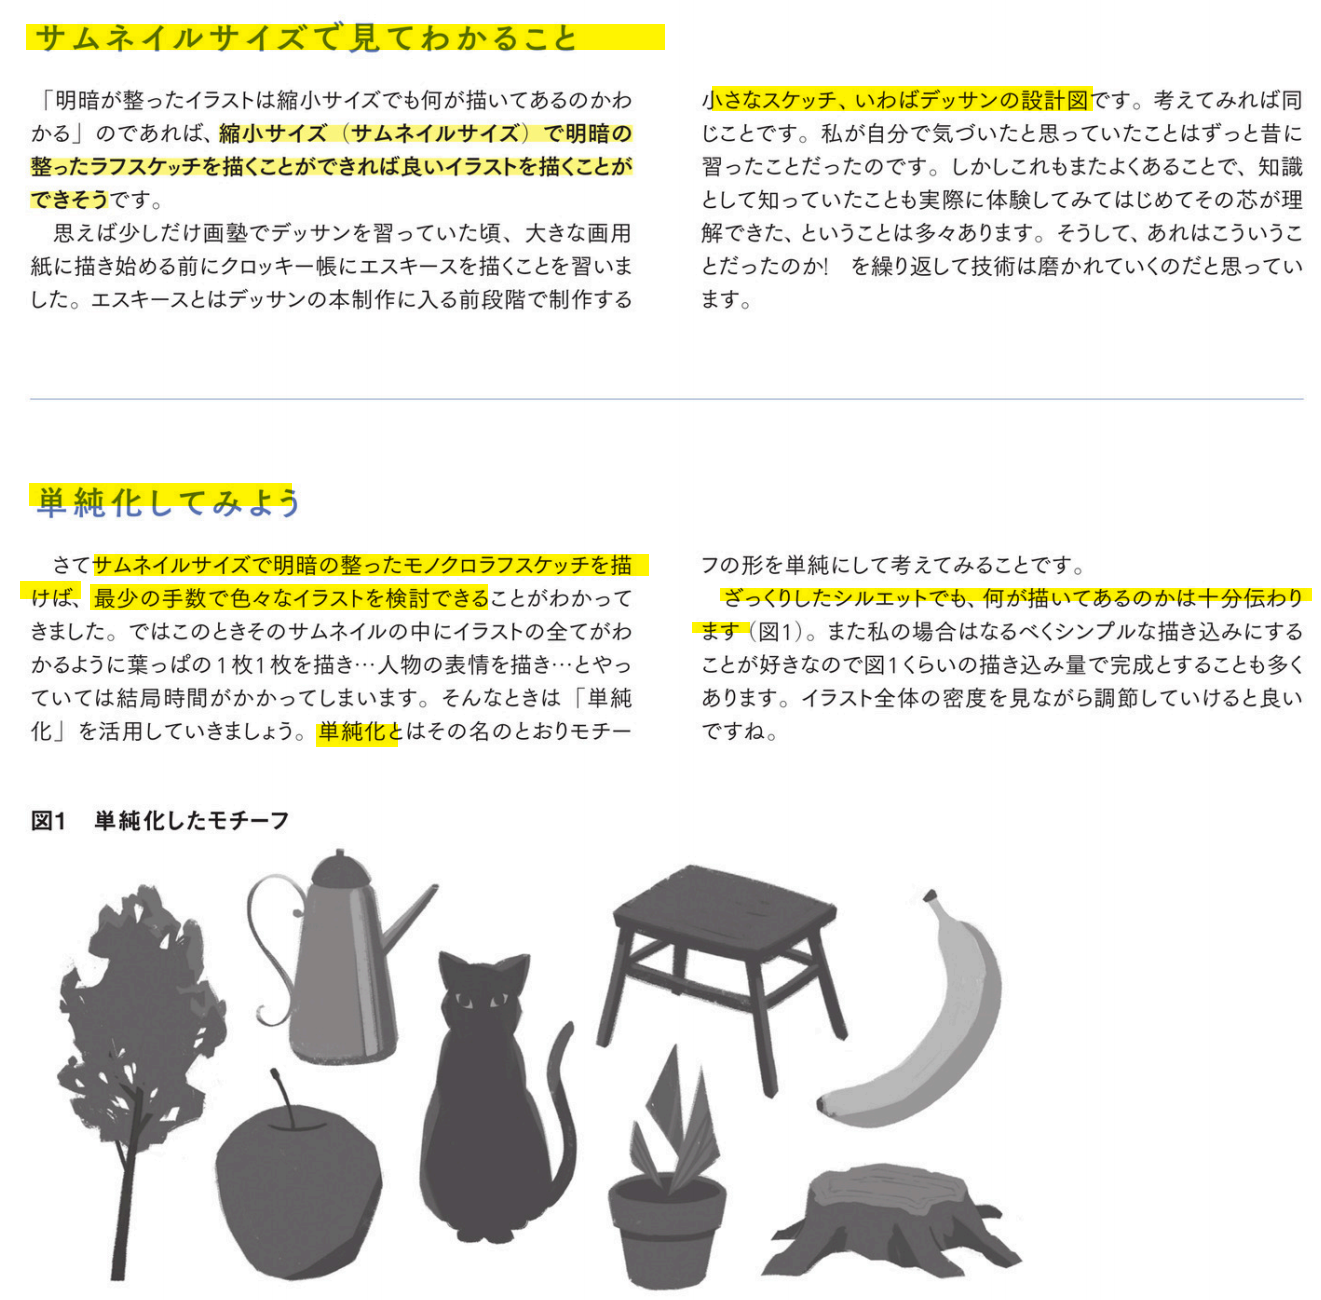 サムネイルサイズで見てわかること
「明暗が整ったイラストは縮小サイズでも何が描いてあるのかわ
かる」のであれば、縮小サイズ（サムネイルサイズ）で明暗の
整ったラフスケッチを描くことができれば良いイラストを描くことが
できそうです。
思えば少しだけ画塾でデッサンを習っていた頃、大きな画用
紙に描き始める前にクロッキー帳にエスキースを描くことを習いま
した。エスキースとはデッサンの本制作に入る前段階で制作する
小さなスケッチ、いわばデッサンの設計図です。考えてみれば同
じことです。私が自分で気づいたと思っていたことはずっと昔に
習ったことだったのです。しかしこれもまたよくあることで、知識
として知っていたことも実際に体験してみてはじめてその芯が理
解できた、ということは多々あります。そうして、あれはこういうこ
とだったのか!　を繰り返して技術は磨かれていくのだと思ってい
ます。
単純化してみよう
さてサムネイルサイズで明暗の整ったモノクロラフスケッチを描
けば、最少の手数で色々なイラストを検討できることがわかって
きました。ではこのときそのサムネイルの中にイラストの全てがわ
かるように葉っぱの1枚1枚を描き…人物の表情を描き…とやっ
ていては結局時間がかかってしまいます。そんなときは「単純
化」を活用していきましょう。単純化とはその名のとおりモチー
フの形を単純にして考えてみることです。
ざっくりしたシルエットでも、何が描いてあるのかは十分伝わり
ます（図1）。また私の場合はなるべくシンプルな描き込みにする
ことが好きなので図1くらいの描き込み量で完成とすることも多く
あります。イラスト全体の密度を見ながら調節していけると良い
ですね。
図1　単純化したモチーフ